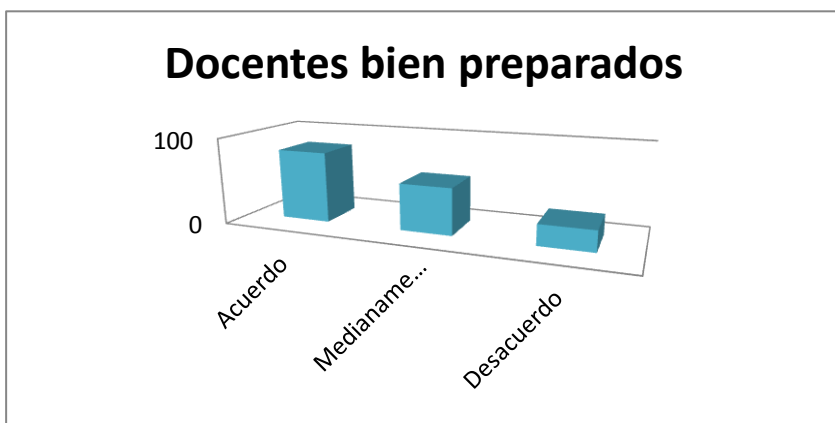 Docentes bien preparados
100
0
Acuerdo
Medianame...
Desacuerdo